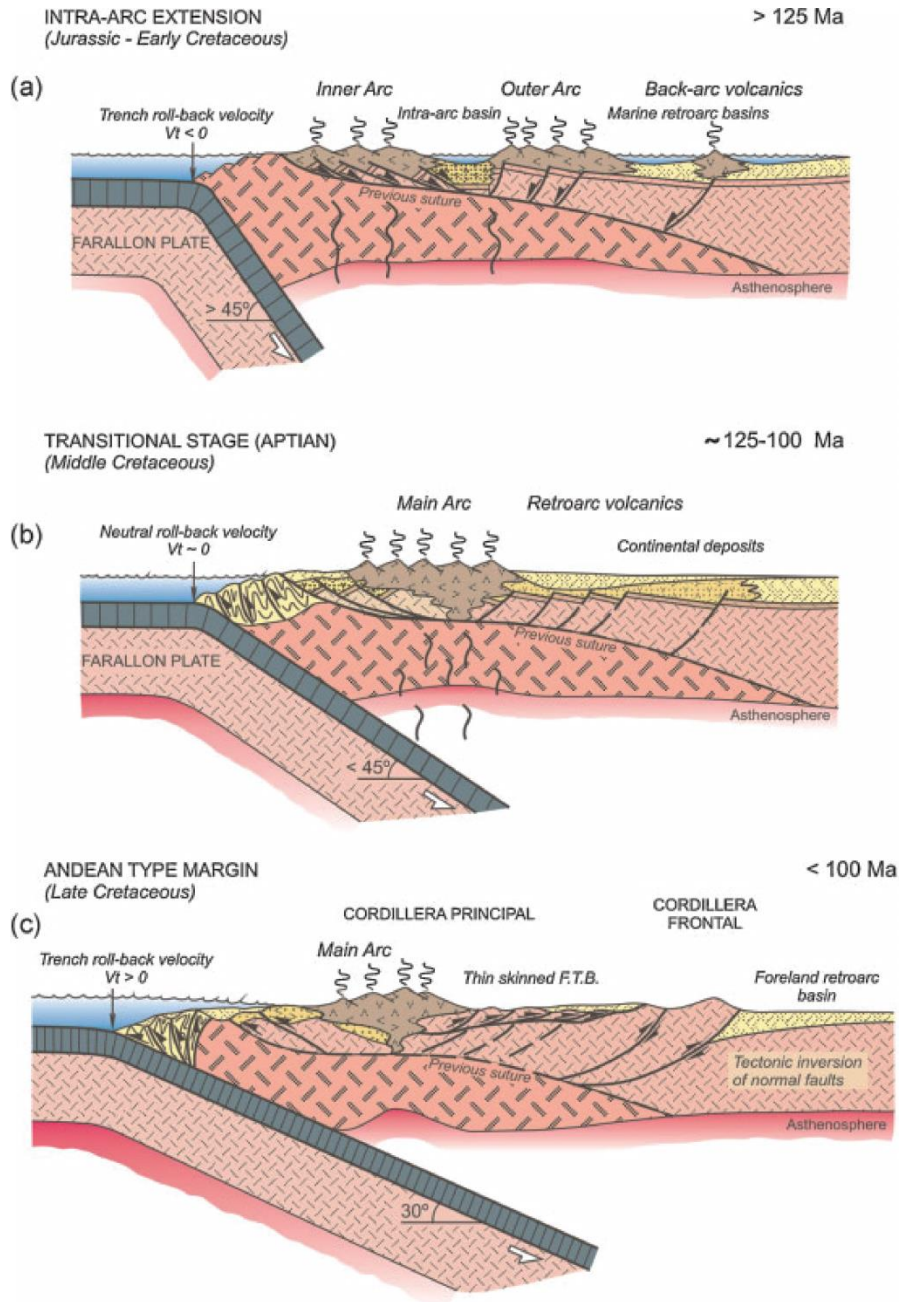 INTRA-ARC EXTENSION
> 125 Ma
(Jurassic - Early Cretaceous)
(a)
Inner Arc
Outer Arc
Back-arc volcanics
Trench roll-back velocity
Vt < 0
Intra-arc basin
Marine retroarc basins
Previous suture
FARALLON PLATE
Asthenosphere
> 45º
TRANSITIONAL STAGE (APTIAN)
~125-100 Ma
(Middle Cretaceous)
Main Arc
Retroarc volcanics
(b)
Neutral roll-back velocity
Vt ~ 0
Continental deposits
Previous suture
FARALLON PLATE
Asthenosphere
< 45º
ANDEAN TYPE MARGIN
< 100 Ma
(Late Cretaceous)
(c)
CORDILLERA PRINCIPAL
CORDILLERA
FRONTAL
Main Arc
Trench roll-back velocity
Vt > 0
Thin skinned F.T.B.
Foreland retroarc
basin
Previous suture
Tectonic inversion
of normal faults
Asthenosphere
30º